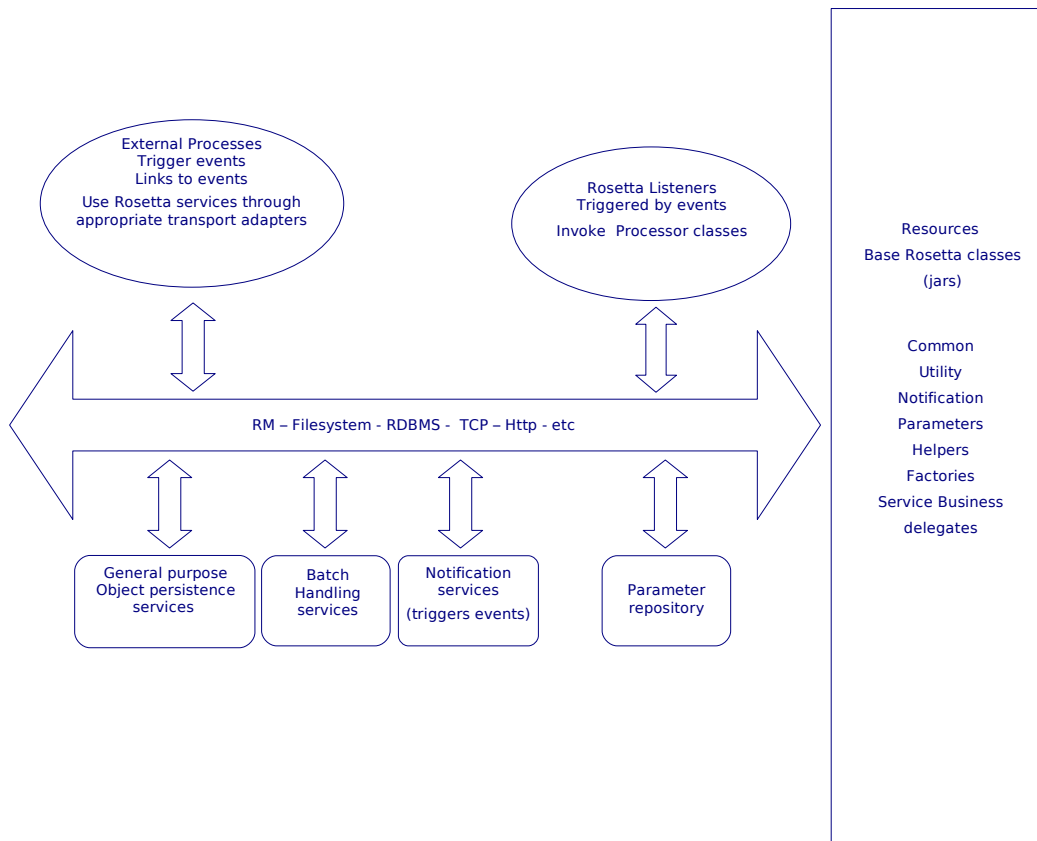 External Processes
Trigger events
Links to events
Use Rosetta services through
appropriate transport adapters
Rosetta Listeners
Triggered by events
Invoke  Processor classes
RM – Filesystem - RDBMS -  TCP – Http - etc
General purpose
Object persistence
services
Batch
Handling
services
Notification
services
(triggers events)
Parameter
repository
Resources
Base Rosetta classes
(jars)
Common
Utility
Notification
Parameters
Helpers
Factories
Service Business
delegates